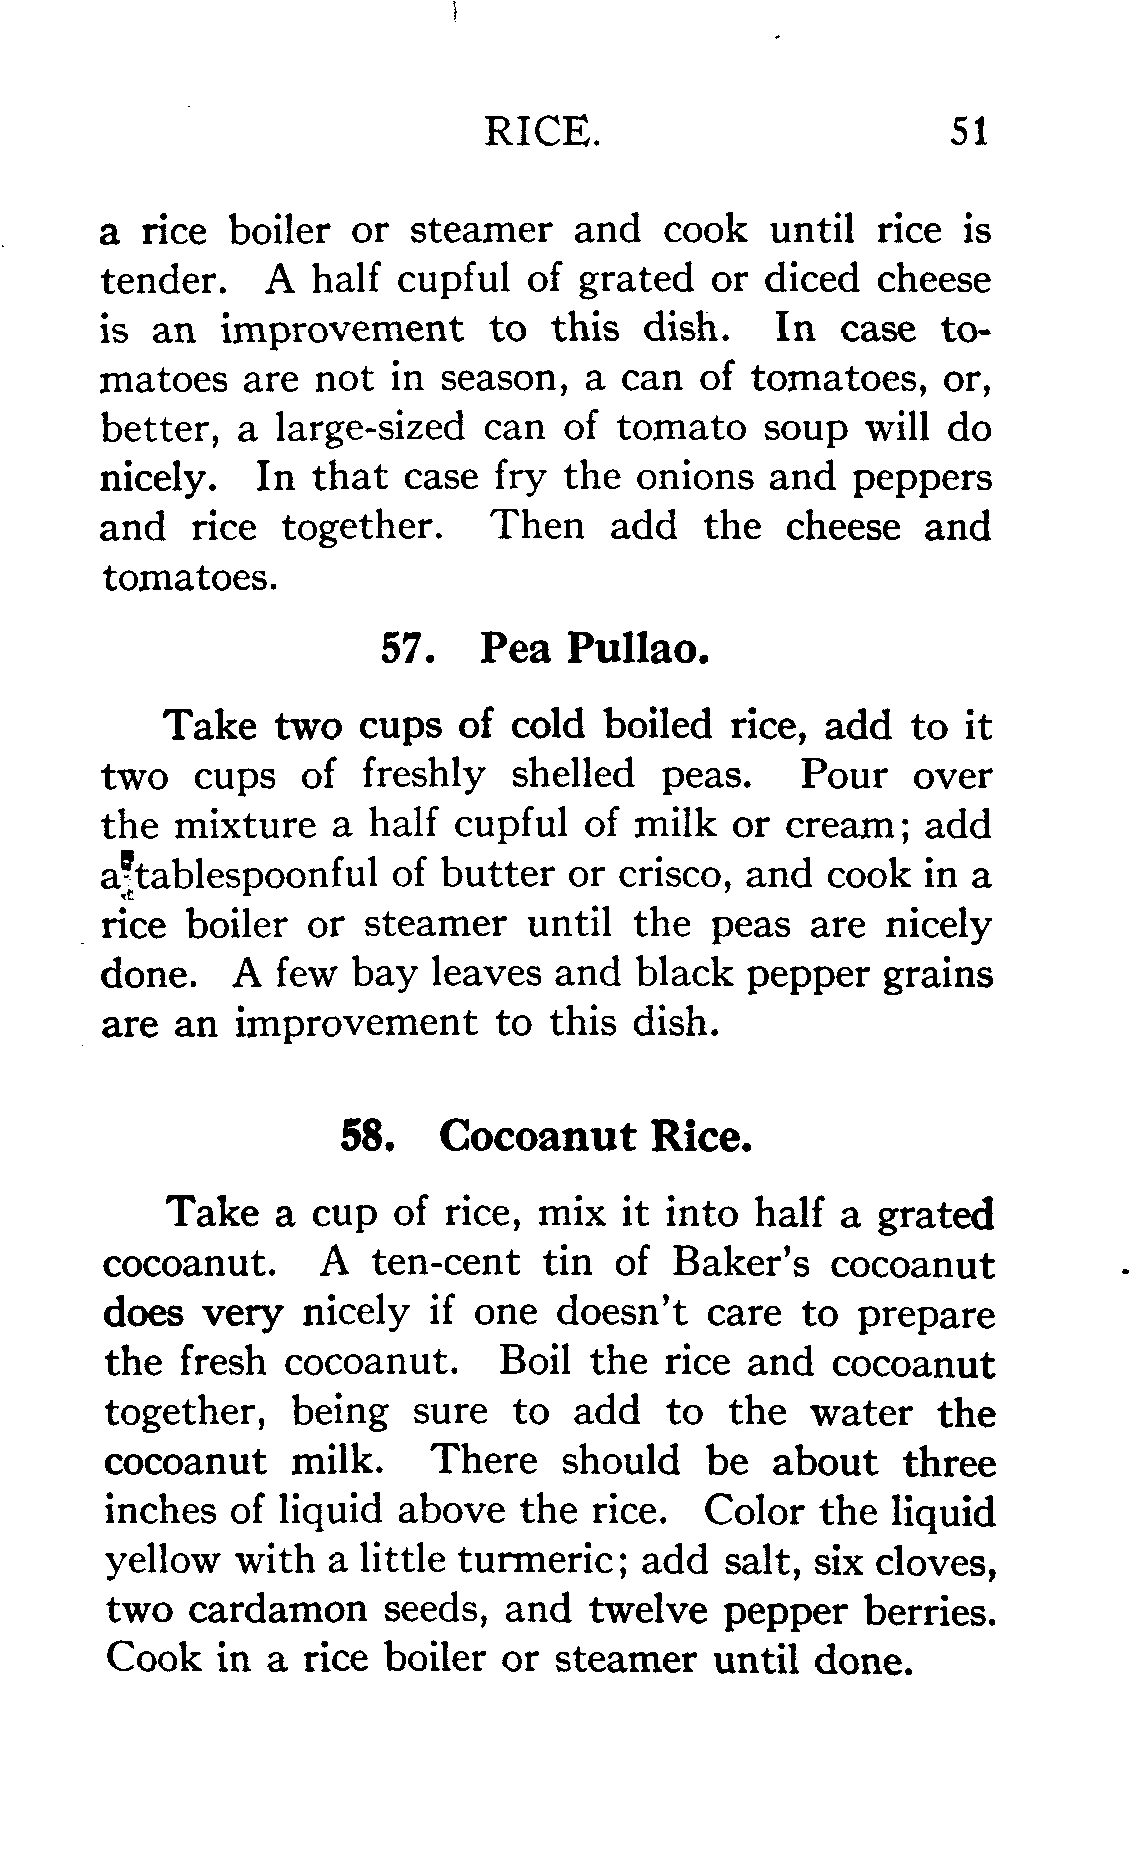 RICE. 51
a rice boiler or steamer and cook until rice is
tender. A half cupful of grated or diced cheese
is an improvement to this dish. In case to-
matoes are not in season, a can of tomatoes, or,
better, a large-sized can of tomato soup will do
nicely. In that case fry the onions and peppers
and rice together. Then add the cheese and
tomatoes.
57. Pea Pullao.
Take two cups of cold boiled rice, add to it
two cups of freshly shelled peas. Pour over
the mixture a half cupful of milk or cream; add
a tablespoonful of butter or crisco, and cook in a
rice boiler or steamer until the peas are nicely
done. A few bay leaves and black pepper grains
are an improvement to this dish.
58. Cocoanut Rice.
Take a cup of rice, mix it into half a grated
cocoanut. A ten-cent tin of Baker's cocoanut
does very nicely if one doesn't care to prepare
the fresh cocoanut. Boil the rice and cocoanut
together, being sure to add to the water the
cocoanut milk. There should be about three
inches of liquid above the rice. Color the liquid
yellow with a little turmeric; add salt, six cloves,
two cardamon seeds, and twelve pepper berries.
Cook in a rice boiler or steamer until done.